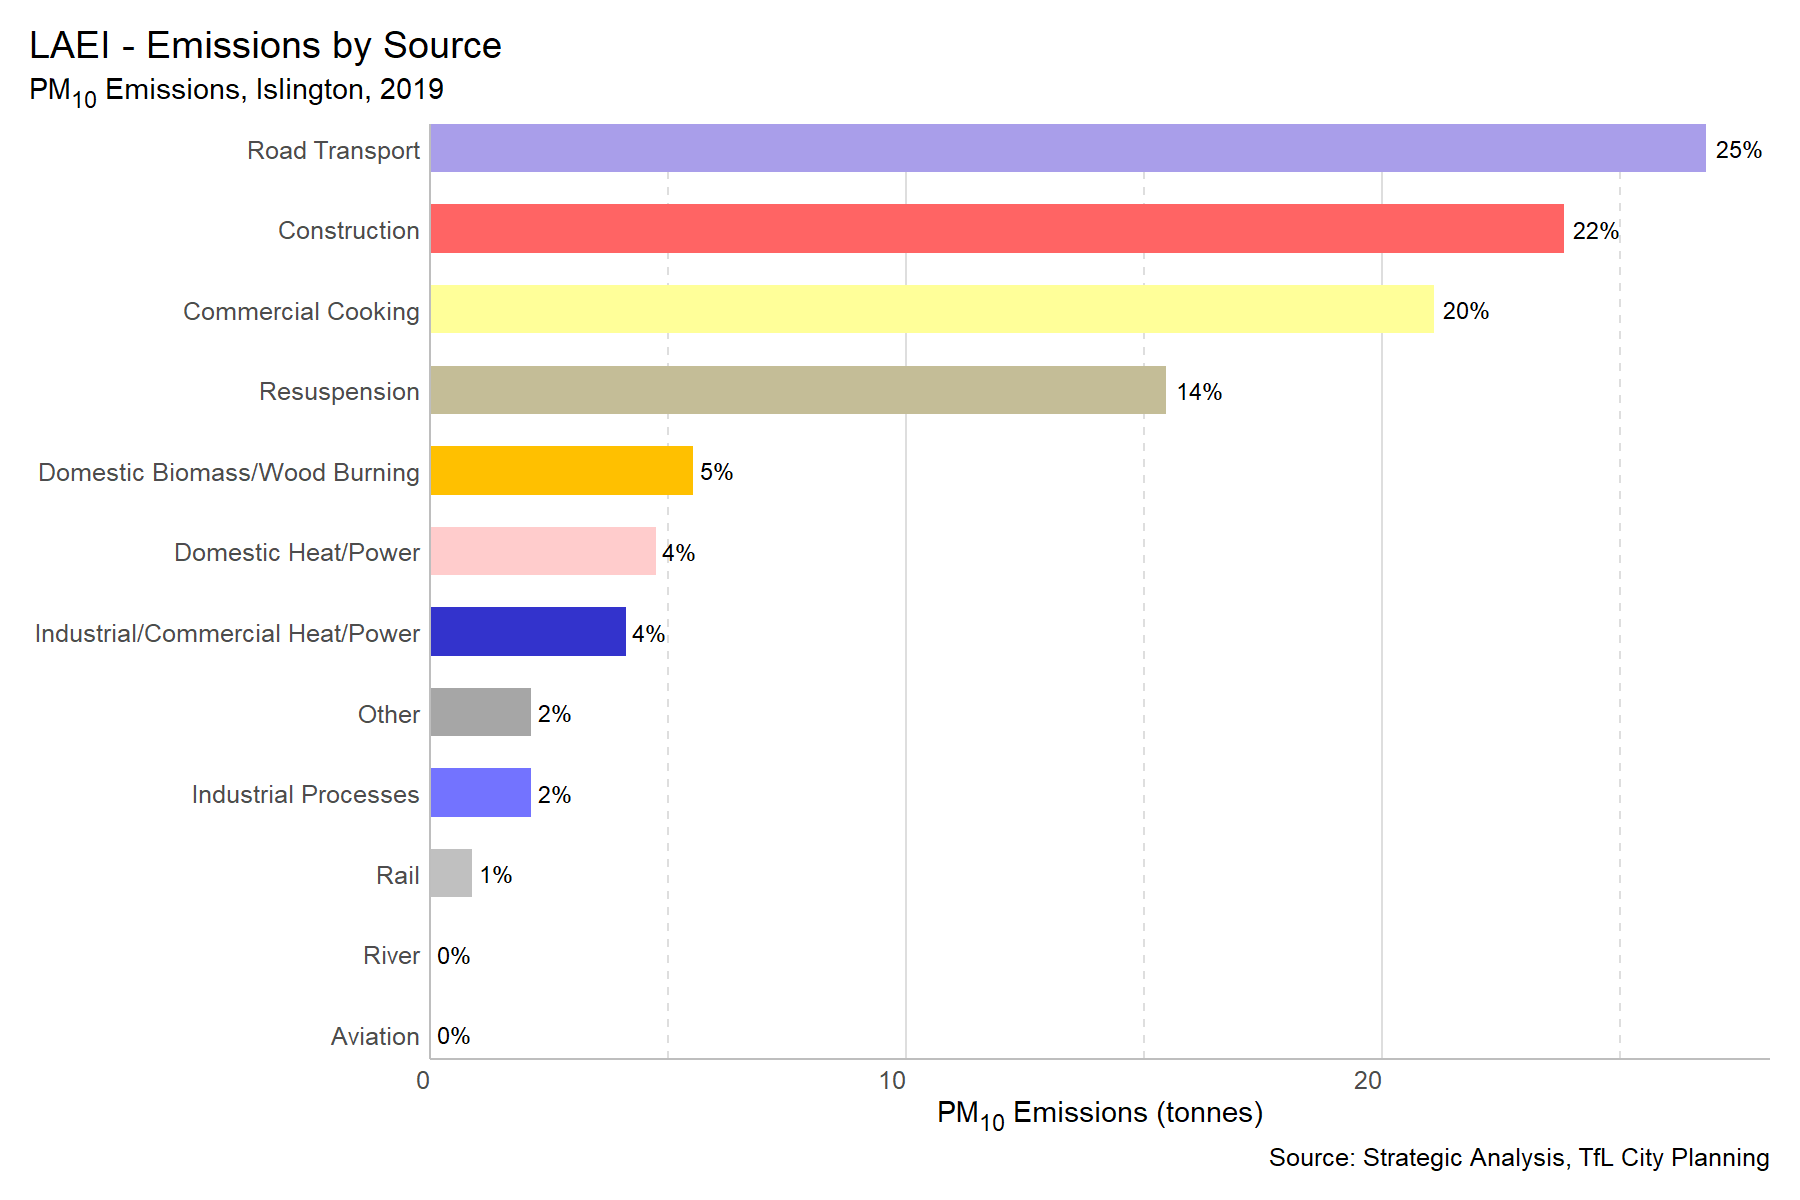 LAEI - Emissions by Source
PM10 Emissions, Islington, 2019
Road Transport 25%
Construction 22%
Commercial Cooking 20%
Resuspension 14%
Domestic Biomass/Wood Burning 5%
Domestic Heat/Power 4%
Industrial/Commercial Heat/Power 4%
Other 2%
Industrial Processes 2%
Rail 1%
River 0%
Aviation 0%
0 10 20
PM10 Emissions (tonnes)
Source: Strategic Analysis, TfL City Planning